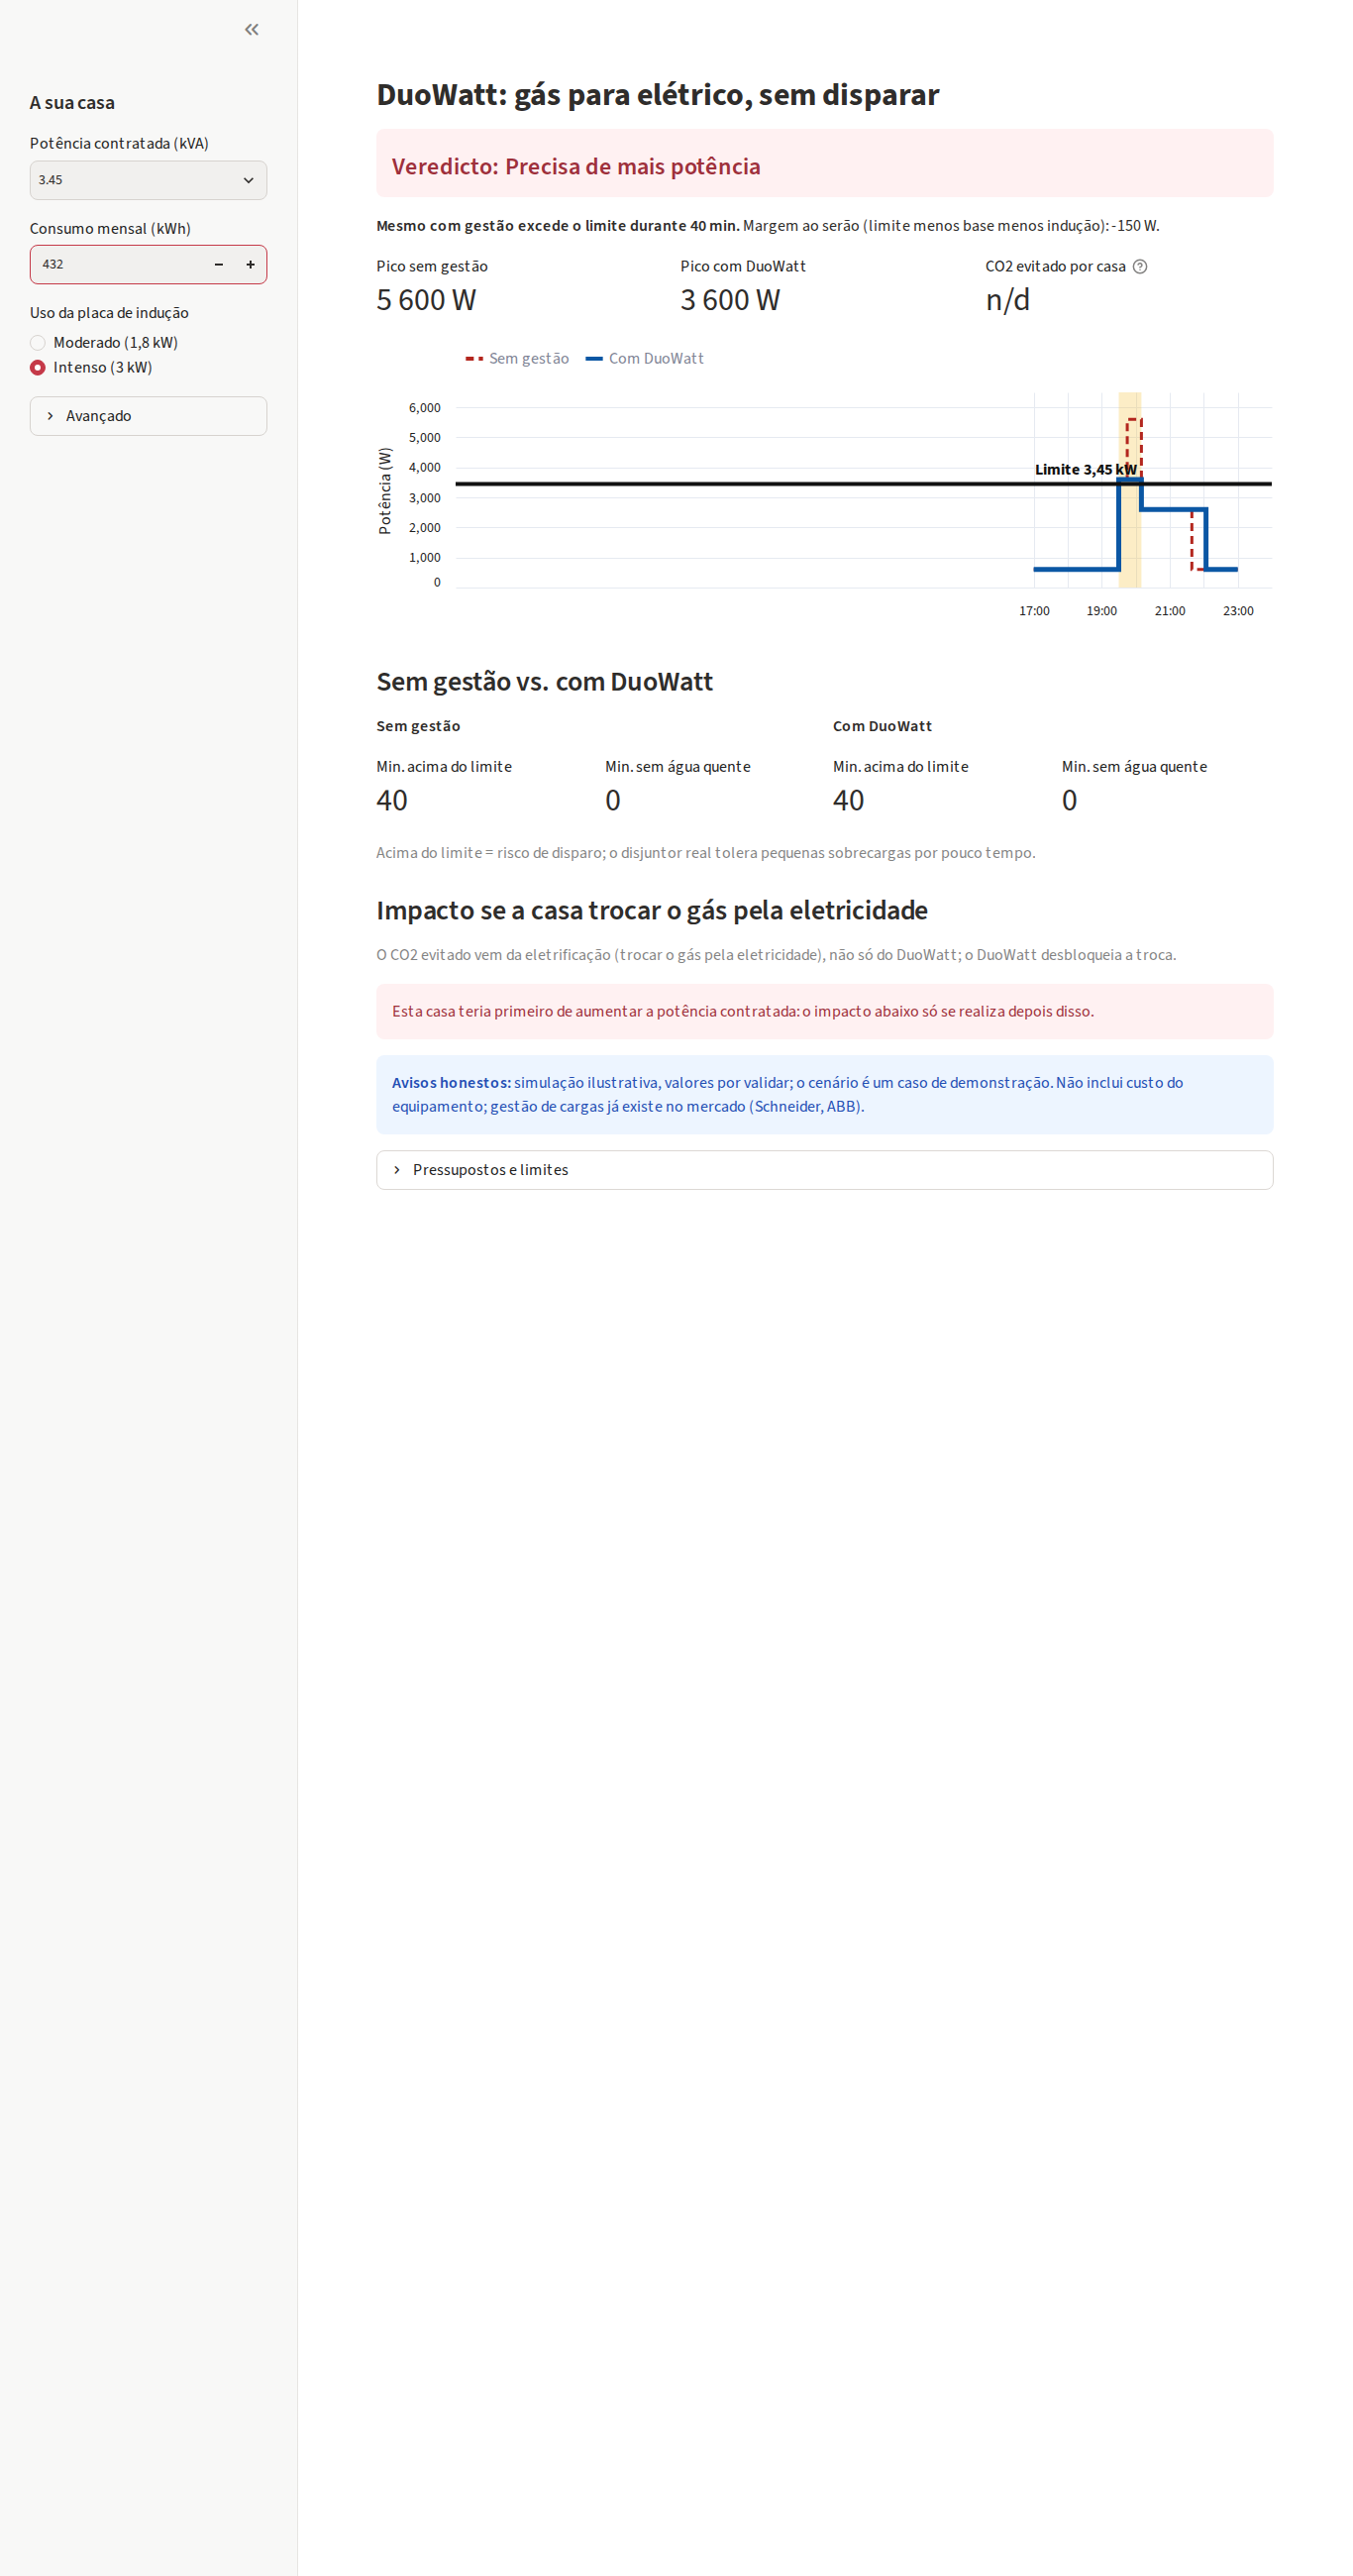 A sua casa
Potência contratada (kVA)
3.45
Consumo mensal (kWh)
432
Uso da placa de indução
Moderado (1,8 kW)
Intenso (3 kW)
Avançado
DuoWatt: gás para elétrico, sem disparar
Veredicto: Precisa de mais potência
Mesmo com gestão excede o limite durante 40 min. Margem ao serão (limite menos base menos indução): -150 W.
Pico sem gestão
5 600 W
Pico com DuoWatt
3 600 W
CO2 evitado por casa
n/d
Sem gestão
Com DuoWatt
Potência (W)
6,000
5,000
4,000
3,000
2,000
1,000
0
Limite 3,45 kW
17:00
19:00
21:00
23:00
Sem gestão vs. com DuoWatt
Sem gestão
Com DuoWatt
Min. acima do limite
Min. sem água quente
Min. acima do limite
Min. sem água quente
40
0
40
0
Acima do limite = risco de disparo; o disjuntor real tolera pequenas sobrecargas por pouco tempo.
Impacto se a casa trocar o gás pela eletricidade
O CO2 evitado vem da eletrificação (trocar o gás pela eletricidade), não só do DuoWatt; o DuoWatt desbloqueia a troca.
Esta casa teria primeiro de aumentar a potência contratada: o impacto abaixo só se realiza depois disso.
Avisos honestos: simulação ilustrativa, valores por validar; o cenário é um caso de demonstração. Não inclui custo do
equipamento; gestão de cargas já existe no mercado (Schneider, ABB).
Pressupostos e limites